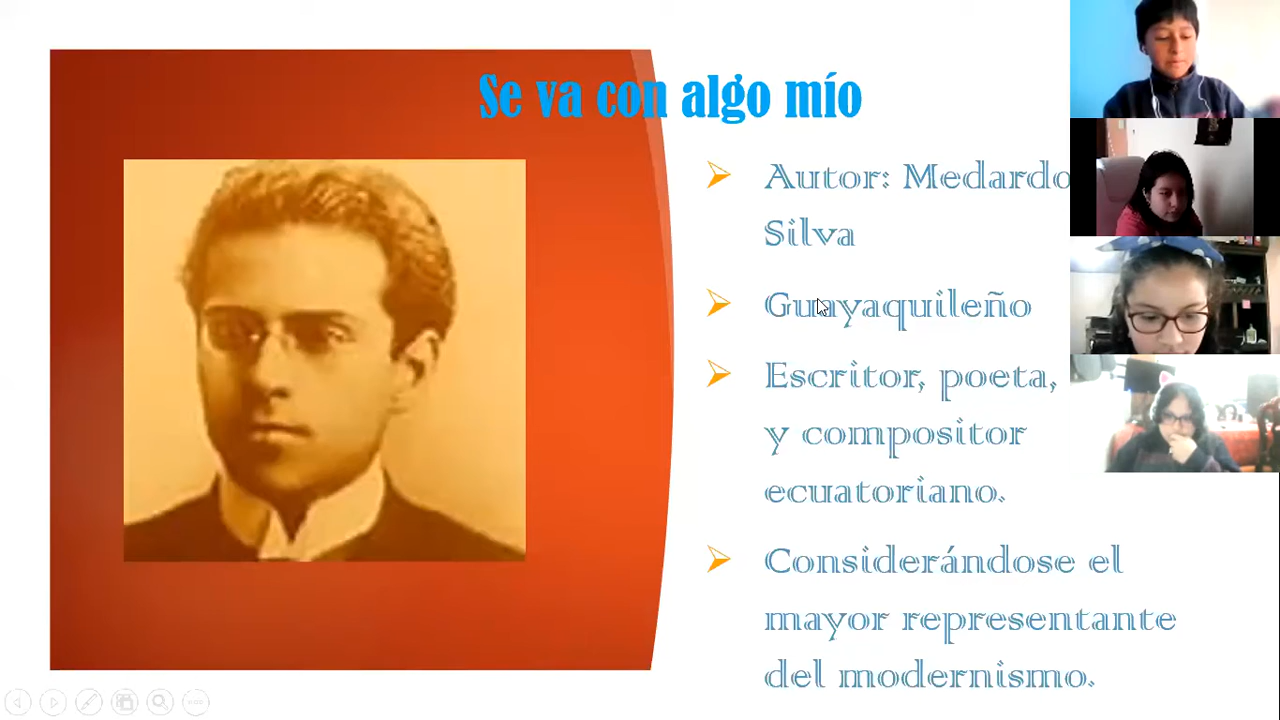 Se va con algo mío
Autor: Medardo
Silva
Guayaquileño
Escritor, poeta,
y compositor
ecuatoriano.
Considerándose el
mayor representante
del modernismo.